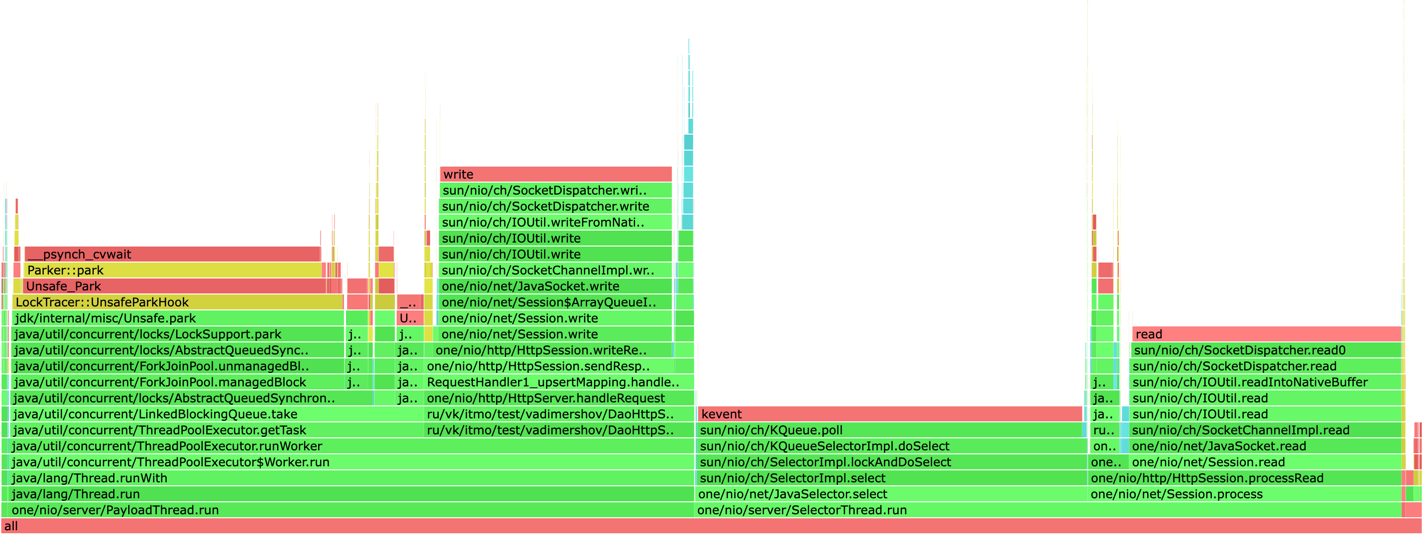 write
sun/nio/ch/SocketDispatcher.wri..
sun/nio/ch/SocketDispatcher.write
sun/nio/ch/IOUtil.writeFromNati..
sun/nio/ch/IOUtil.write
__psynch_cvwait sun/nio/ch/IOUtil.write
Parker::park sun/nio/ch/SocketChannelImpl.wr..
Unsafe_Park one/nio/net/JavaSocket.write
LockTracer::UnsafeParkHook _.. one/nio/net/Session$ArrayQueueI..
jdk/internal/misc/Unsafe.park U.. one/nio/net/Session.write
java/util/concurrent/locks/LockSupport.park j.. j.. one/nio/net/Session.write read
java/util/concurrent/locks/AbstractQueuedSync.. j.. ja.. one/nio/http/HttpSession.writeRe.. sun/nio/ch/SocketDispatcher.read0
java/util/concurrent/ForkJoinPool.unmanagedBl.. j.. ja.. one/nio/http/HttpSession.sendResp.. sun/nio/ch/SocketDispatcher.read
java/util/concurrent/ForkJoinPool.managedBlock j.. ja.. RequestHandler1_upsertMapping.handle.. j.. sun/nio/ch/IOUtil.readIntoNativeBuffer
java/util/concurrent/locks/AbstractQueuedSynchron.. ja.. one/nio/http/HttpServer.handleRequest ja.. sun/nio/ch/IOUtil.read
java/util/concurrent/LinkedBlockingQueue.take ru/vk/itmo/test/vadimershov/DaoHttpS.. kevent ja.. sun/nio/ch/IOUtil.read
java/util/concurrent/ThreadPoolExecutor.getTask ru/vk/itmo/test/vadimershov/DaoHttpS.. sun/nio/ch/KQueue.poll ru.. sun/nio/ch/SocketChannelImpl.read
java/util/concurrent/ThreadPoolExecutor.runWorker sun/nio/ch/KQueueSelectorImpl.doSelect on.. one/nio/net/JavaSocket.read
java/util/concurrent/ThreadPoolExecutor$Worker.run sun/nio/ch/SelectorImpl.lockAndDoSelect one.. one/nio/net/Session.read
java/lang/Thread.runWith sun/nio/ch/SelectorImpl.select one/nio/http/HttpSession.processRead
java/lang/Thread.run one/nio/net/JavaSelector.select one/nio/net/Session.process
one/nio/server/PayloadThread.run one/nio/server/SelectorThread.run
all